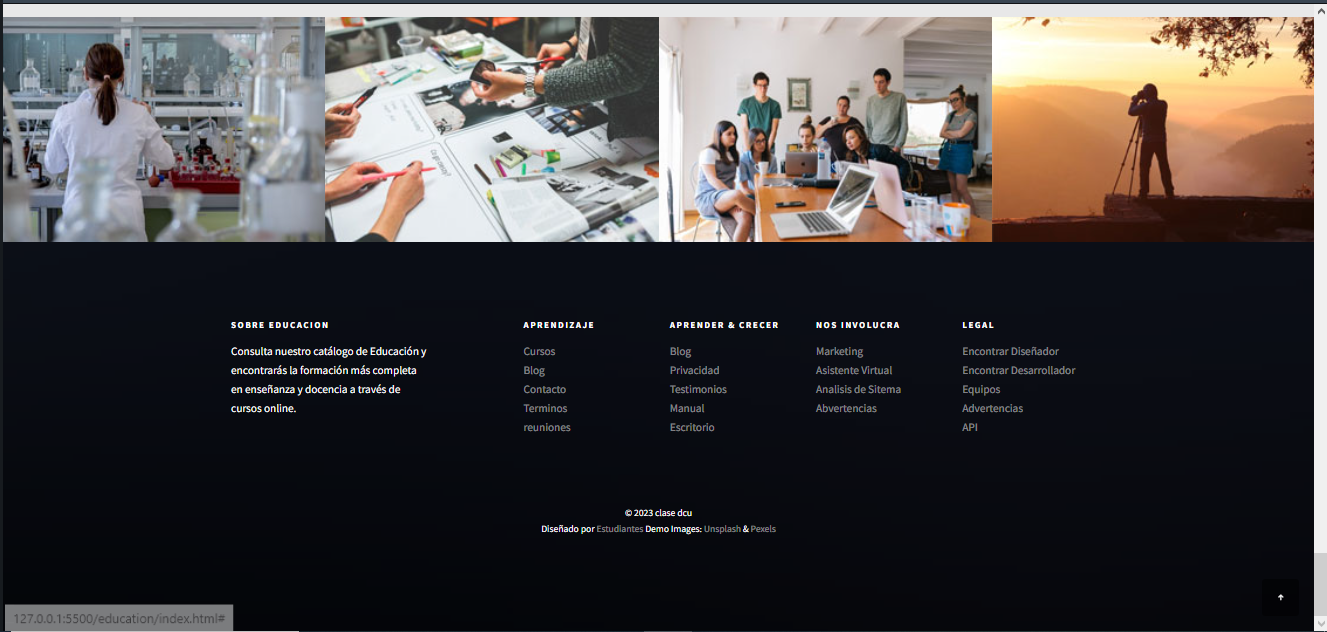 SOBRE EDUCACION
Consulta nuestro catálogo de Educación y
encontrarás la formación más completa
en enseñanza y docencia a través de
cursos online.
APRENDIZAJE
Cursos
Blog
Contacto
Terminos
reuniones
APRENDER & CRECER
Blog
Privacidad
Testimonios
Manual
Escritorio
NOS INVOLUCRA
Marketing
Asistente Virtual
Analisis de Sitema
Abvertencias
LEGAL
Encontrar Diseñador
Encontrar Desarrollador
Equipos
Advertencias
API
© 2023 clase dcu
Diseñado por Estudiantes Demo Images: Unsplash & Pexels
127.0.0.1:5500/education/index.html#